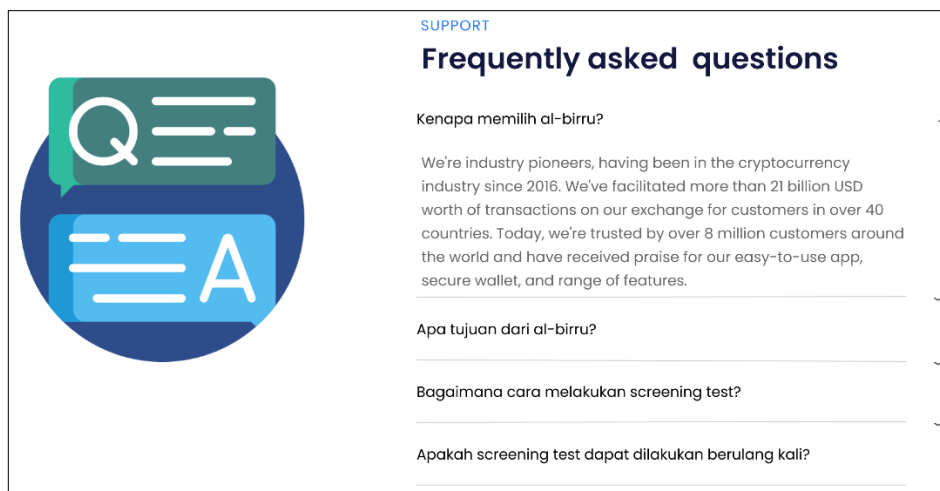 SUPPORT
Frequently asked questions
Kenapa memilih al-birru?
We're industry pioneers, having been in the cryptocurrency
industry since 2016. We've facilitated more than 21 billion USD
worth of transactions on our exchange for customers in over 40
countries. Today, we're trusted by over 8 million customers around
the world and have received praise for our easy-to-use app,
secure wallet, and range of features.
Apa tujuan dari al-birru?
Bagaimana cara melakukan screening test?
Apakah screening test dapat dilakukan berulang kali?
Q
A